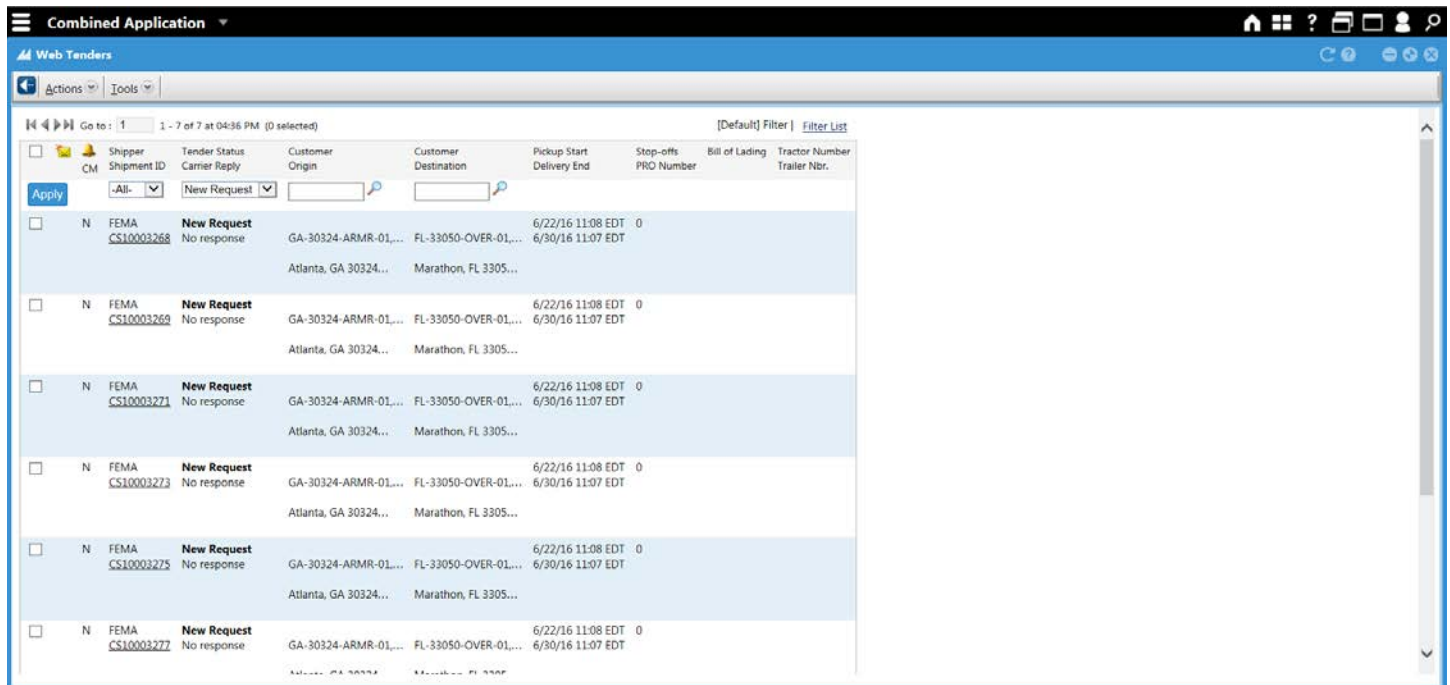 Combined Application
?
Web Tenders
Actions Tools
Go to : 1 1 - 7 of 7 at 04:36 PM (0 selected) [Default] Filter | Filter List
Shipper Tender Status Customer Customer Pickup Start Stop-offs Bill of Lading Tractor Number
CM Shipment ID Carrier Reply Origin Destination Delivery End PRO Number Trailer Nbr.
Apply -All- New Request
N FEMA New Request 6/22/16 11:08 EDT 0
CS10003268 No response GA-30324-ARMR-01,... FL-33050-OVER-01,... 6/30/16 11:07 EDT
Atlanta, GA 30324... Marathon, FL 3305...
N FEMA New Request 6/22/16 11:08 EDT 0
CS10003269 No response GA-30324-ARMR-01,... FL-33050-OVER-01,... 6/30/16 11:07 EDT
Atlanta, GA 30324... Marathon, FL 3305...
N FEMA New Request 6/22/16 11:08 EDT 0
CS10003271 No response GA-30324-ARMR-01,... FL-33050-OVER-01,... 6/30/16 11:07 EDT
Atlanta, GA 30324... Marathon, FL 3305...
N FEMA New Request 6/22/16 11:08 EDT 0
CS10003273 No response GA-30324-ARMR-01,... FL-33050-OVER-01,... 6/30/16 11:07 EDT
Atlanta, GA 30324... Marathon, FL 3305...
N FEMA New Request 6/22/16 11:08 EDT 0
CS10003275 No response GA-30324-ARMR-01,... FL-33050-OVER-01,... 6/30/16 11:07 EDT
Atlanta, GA 30324... Marathon, FL 3305...
N FEMA New Request 6/22/16 11:08 EDT 0
CS10003277 No response GA-30324-ARMR-01,... FL-33050-OVER-01,... 6/30/16 11:07 EDT